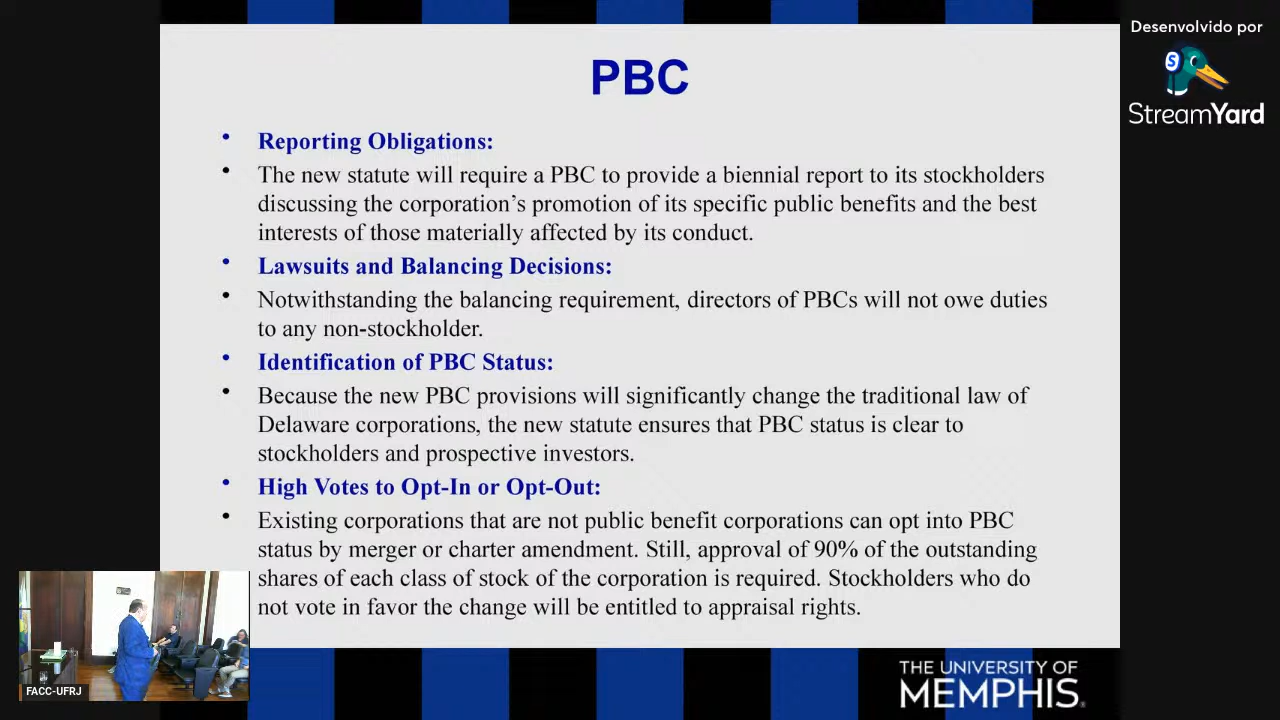 PBC
Desenvolvido por
StreamYard
• Reporting Obligations:
• The new statute will require a PBC to provide a biennial report to its stockholders
discussing the corporation’s promotion of its specific public benefits and the best
interests of those materially affected by its conduct.
• Lawsuits and Balancing Decisions:
• Notwithstanding the balancing requirement, directors of PBCs will not owe duties
to any non-stockholder.
• Identification of PBC Status:
• Because the new PBC provisions will significantly change the traditional law of
Delaware corporations, the new statute ensures that PBC status is clear to
stockholders and prospective investors.
• High Votes to Opt-In or Opt-Out:
• Existing corporations that are not public benefit corporations can opt into PBC
status by merger or charter amendment. Still, approval of 90% of the outstanding
shares of each class of stock of the corporation is required. Stockholders who do
not vote in favor the change will be entitled to appraisal rights.
FACC-UFRJ
THE UNIVERSITY OF
MEMPHIS